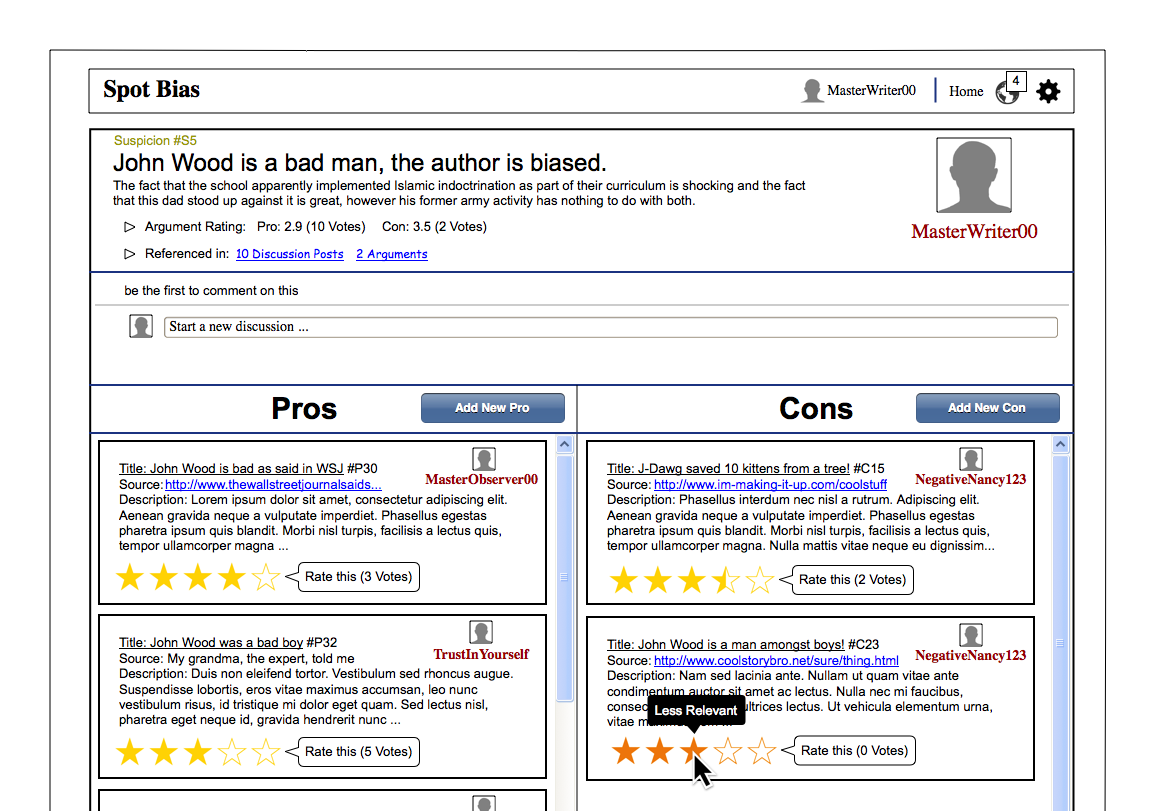 Spot Bias
MasterWriter00
Home
4
Suspicion #S5
John Wood is a bad man, the author is biased.
The fact that the school apparently implemented Islamic indoctrination as part of their curriculum is shocking and the fact
that this dad stood up against it is great, however his former army activity has nothing to do with both.
Argument Rating: Pro: 2.9 (10 Votes) Con: 3.5 (2 Votes)
Referenced in: 10 Discussion Posts 2 Arguments
MasterWriter00
be the first to comment on this
Start a new discussion ...
Pros
Add New Pro
Title: John Wood is bad as said in WSJ #P30
Source: http://www.thewallstreetjournalsaids...
Description: Lorem ipsum dolor sit amet, consectetur adipiscing elit.
Aenean gravida neque a vulputate imperdiet. Phasellus egestas
pharetra ipsum quis blandit. Morbi nisl turpis, facilisis a lectus quis,
tempor ullamcorper magna ...
MasterObserver00
Rate this (3 Votes)
Title: John Wood was a bad boy #P32
Source: My grandma, the expert, told me
Description: Duis non eleifend tortor. Vestibulum sed rhoncus augue.
Suspendisse lobortis, eros vitae maximus accumsan, leo nunc
vestibulum risus, id tristique mi dolor eget quam. Sed lectus nisl,
pharetra eget neque id, gravida hendrerit nunc ...
TrustInYourself
Rate this (5 Votes)
Cons
Add New Con
Title: J-Dawg saved 10 kittens from a tree! #C15
Source: http://www.im-making-it-up.com/coolstuff
Description: Phasellus interdum nec nisl a rutrum. Adipiscing elit.
Aenean gravida neque a vulputate imperdiet. Phasellus egestas
pharetra ipsum quis blandit. Morbi nisl turpis, facilisis a lectus quis,
tempor ullamcorper magna. Nulla mattis vitae neque eu dignissim...
NegativeNancy123
Rate this (2 Votes)
Title: John Wood is a man amongst boys! #C23
Source: http://www.coolstorybro.net/sure/thing.html
Description: Nam sed lacinia ante. Nullam ut quam vitae ante
condimentum auctor sit amet ac lectus. Nulla nec mi faucibus,
ultrices lectus. Ut vehicula elementum urna,
vitae
NegativeNancy123
Less Relevant
Rate this (0 Votes)